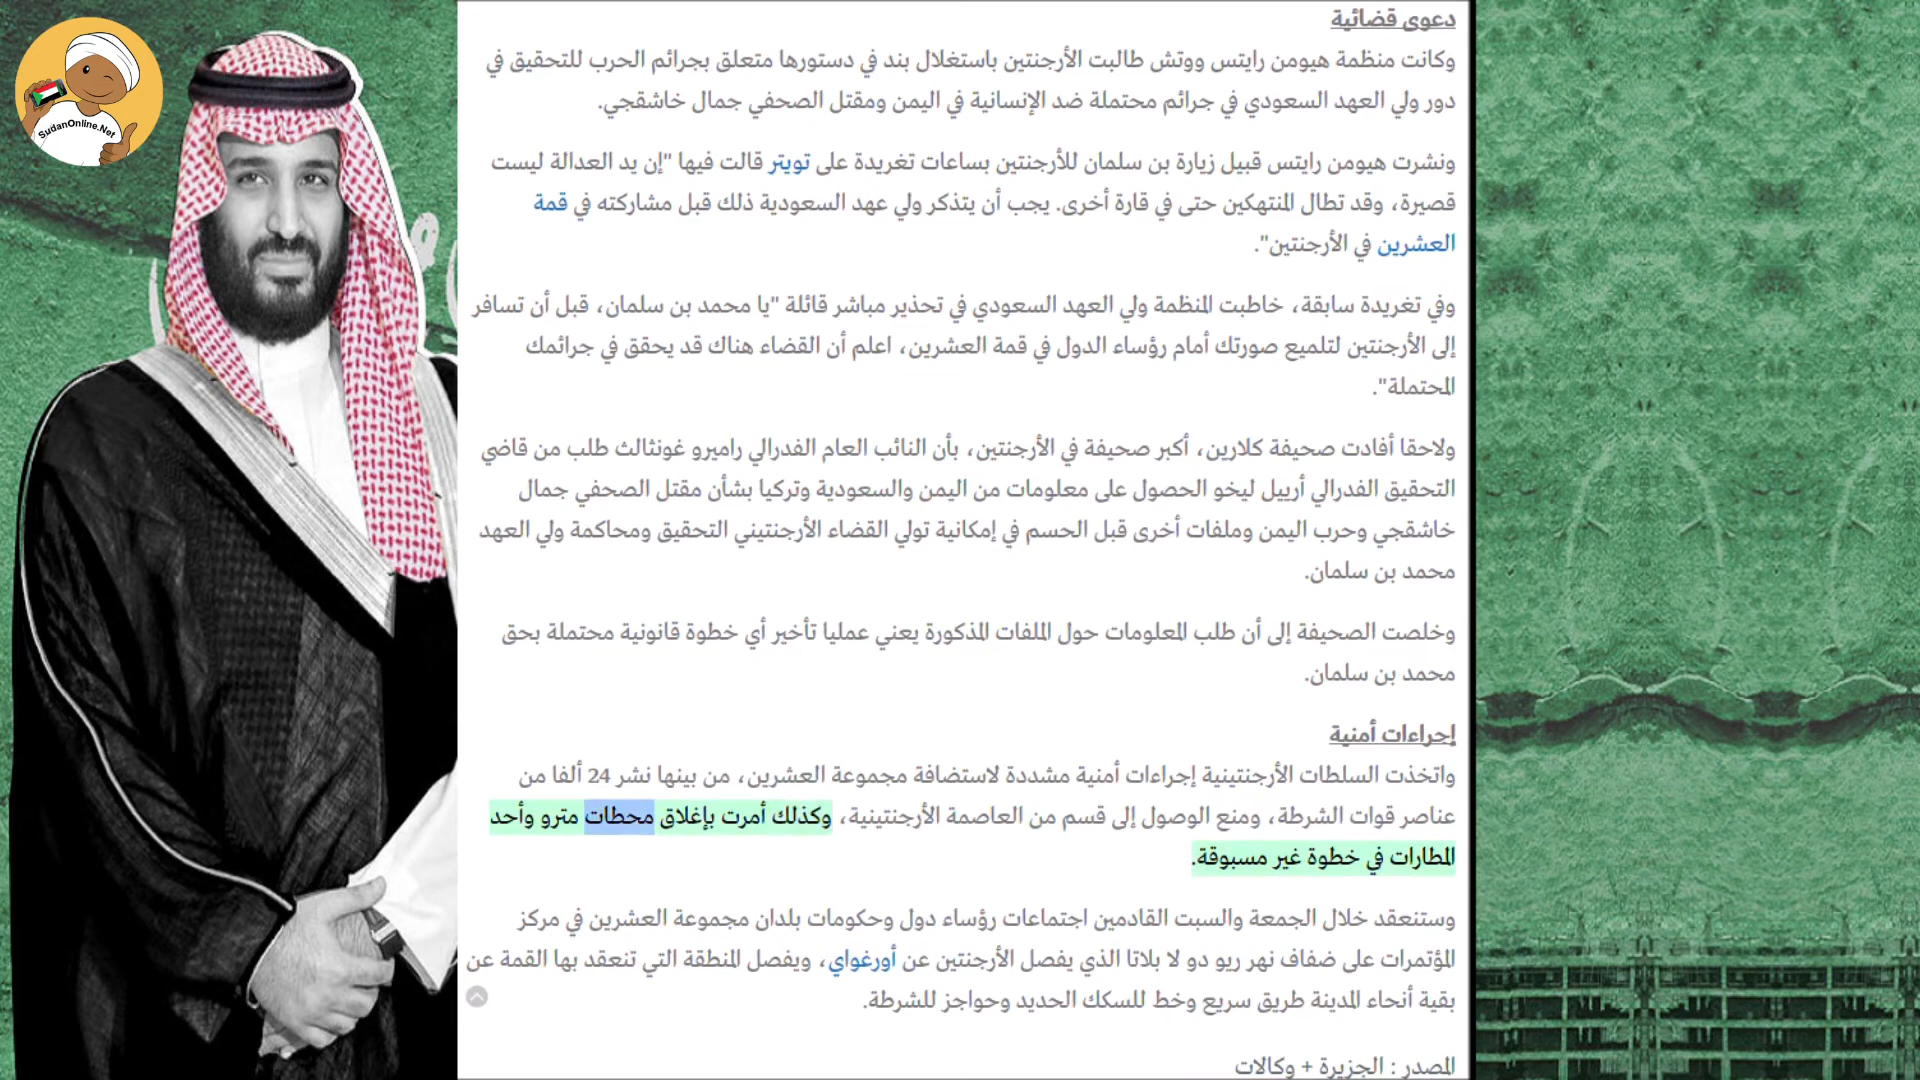 SudanOnline.Net
دعوى قضائية
وكانت منظمة هيومن رايتس ووتش طالبت الأرجنتين باستغلال بند في دستورها متعلق بجرائم الحرب للتحقيق في
دور ولي العهد السعودي في جرائم محتملة ضد الإنسانية في اليمن ومقتل الصحفي جمال خاشقجي.
ونشرت هيومن رايتس قبيل زيارة بن سلمان للأرجنتين بساعات تغريدة على تويتر قالت فيها "إن يد العدالة ليست
قصيرة، وقد تطال المنتهكين حتى في قارة أخرى. يجب أن يتذكر ولي عهد السعودية ذلك قبل مشاركته في قمة
العشرين في الأرجنتين".
وفي تغريدة سابقة، خاطبت المنظمة ولي العهد السعودي في تحذير مباشر قائلة "يا محمد بن سلمان، قبل أن تسافر
إلى الأرجنتين لتلميع صورتك أمام رؤساء الدول في قمة العشرين، اعلم أن القضاء هناك قد يحقق في جرائمك
المحتملة".
ولاحقا أفادت صحيفة كلارين، أكبر صحيفة في الأرجنتين، بأن النائب العام الفدرالي راميرو غونثالث طلب من قاضي
التحقيق الفدرالي أرييل ليخو الحصول على معلومات من اليمن والسعودية وتركيا بشأن مقتل الصحفي جمال
خاشقجي وحرب اليمن وملفات أخرى قبل الحسم في إمكانية تولي القضاء الأرجنتيني التحقيق ومحاكمة ولي العهد
محمد بن سلمان.
وخلصت الصحيفة إلى أن طلب المعلومات حول الملفات المذكورة يعني عمليا تأخير أي خطوة قانونية محتملة بحق
محمد بن سلمان.
إجراءات أمنية
واتخذت السلطات الأرجنتينية إجراءات أمنية مشددة لاستضافة مجموعة العشرين، من بينها نشر 24 ألفا من
عناصر قوات الشرطة، ومنع الوصول إلى قسم من العاصمة الأرجنتينية، وكذلك أمرت بإغلاق محطات مترو وأحد
المطارات في خطوة غير مسبوقة.
وستنعقد خلال الجمعة والسبت القادمين اجتماعات رؤساء دول وحكومات بلدان مجموعة العشرين في مركز
المؤتمرات على ضفاف نهر ريو دو لا بلاتا الذي يفصل الأرجنتين عن أورغواي، ويفصل المنطقة التي تنعقد بها القمة عن
بقية أنحاء المدينة طريق سريع وخط للسكك الحديد وحواجز للشرطة.
المصدر : الجزيرة + وكالات